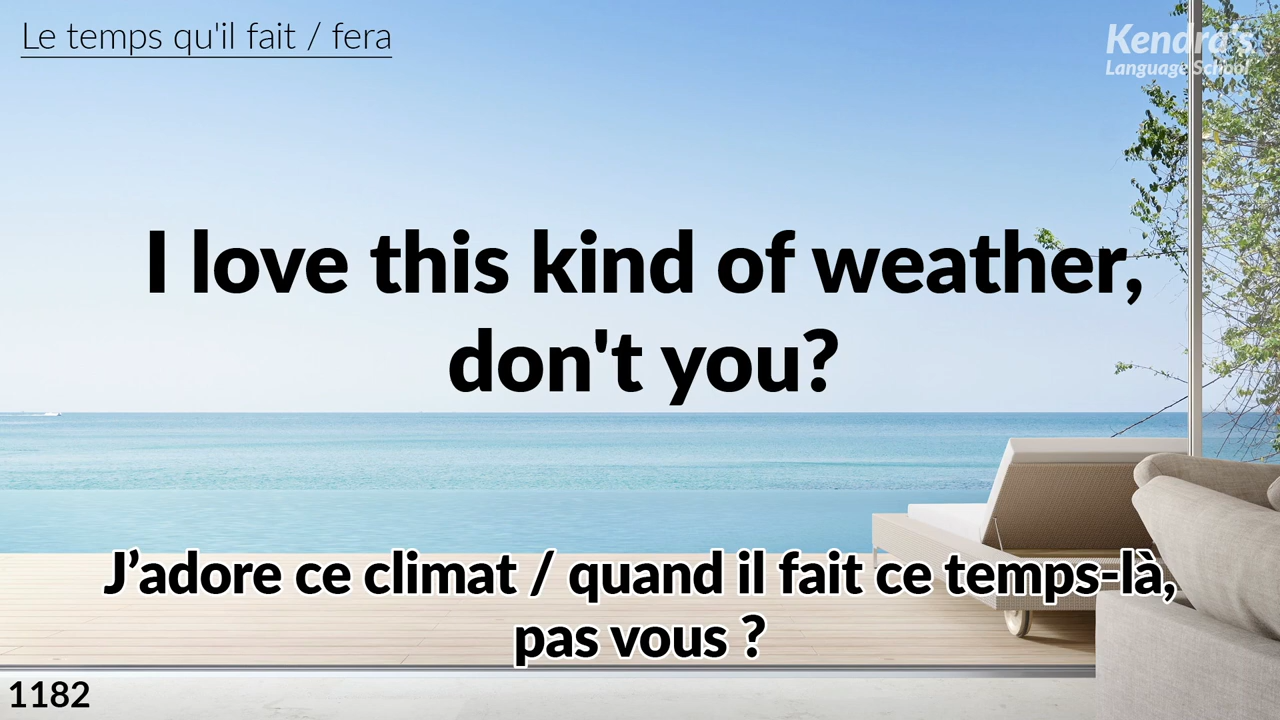 Le temps qu'il fait / fera
Kendra's
Language School
I love this kind of weather,
don't you?
J’adore ce climat / quand il fait ce temps-là,
pas vous ?
1182